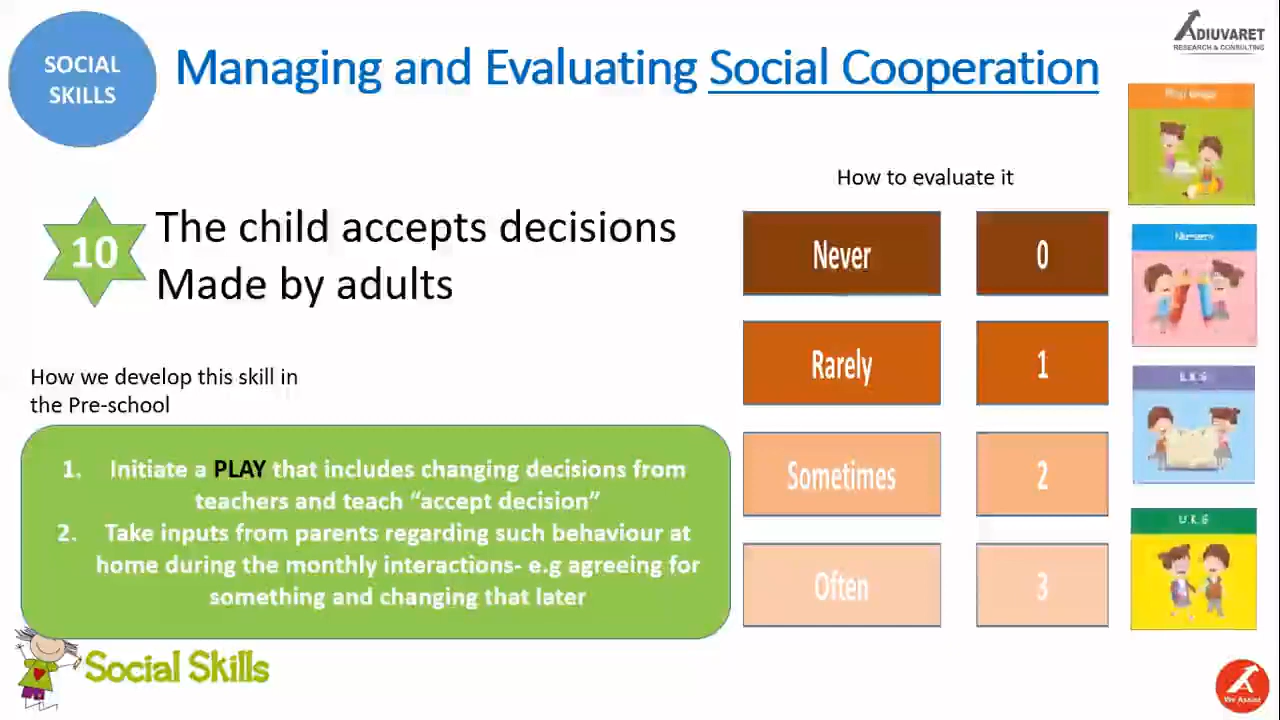 SOCIAL
SKILLS
Managing and Evaluating Social Cooperation
ADIUVARET
RESEARCH & CONSULTING
10
The child accepts decisions
Made by adults
How we develop this skill in
the Pre-school
1. Initiate a PLAY that includes changing decisions from
teachers and teach “accept decision”
2. Take inputs from parents regarding such behaviour at
home during the monthly interactions- e.g agreeing for
something and changing that later
Social Skills
How to evaluate it
Never 0
Rarely 1
Sometimes 2
Often 3
Nursery
L.K.G
U.K.G
We Assist